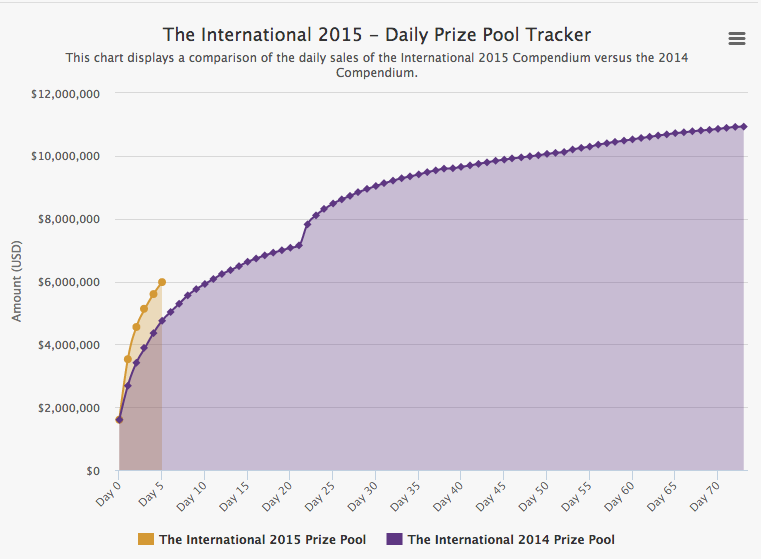 The International 2015 – Daily Prize Pool Tracker
This chart displays a comparison of the daily sales of the International 2015 Compendium versus the 2014
Compendium.
Amount (USD)
$12,000,000
$10,000,000
$8,000,000
$6,000,000
$4,000,000
$2,000,000
$0
Day 0
Day 5
Day 10
Day 15
Day 20
Day 25
Day 30
Day 35
Day 40
Day 45
Day 50
Day 55
Day 60
Day 65
Day 70
The International 2015 Prize Pool
The International 2014 Prize Pool